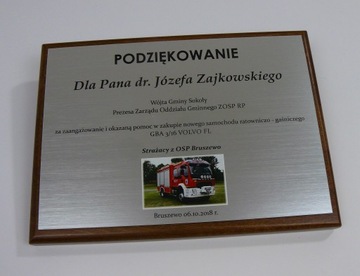 PODZIĘKOWANIE
Dla Pana dr. Józefa Zajkowskiego
Wójta Gminy Sokoły
Prezesa Zarządu Oddziału Gminnego ZOSP RP
za zaangażowanie i okazaną pomoc w zakupie nowego samochodu ratowniczo - gaśniczego
GBA 3/16 VOLVO FL
Strażacy z OSP Bruszewo
Bruszewo 06.10.2018 r.